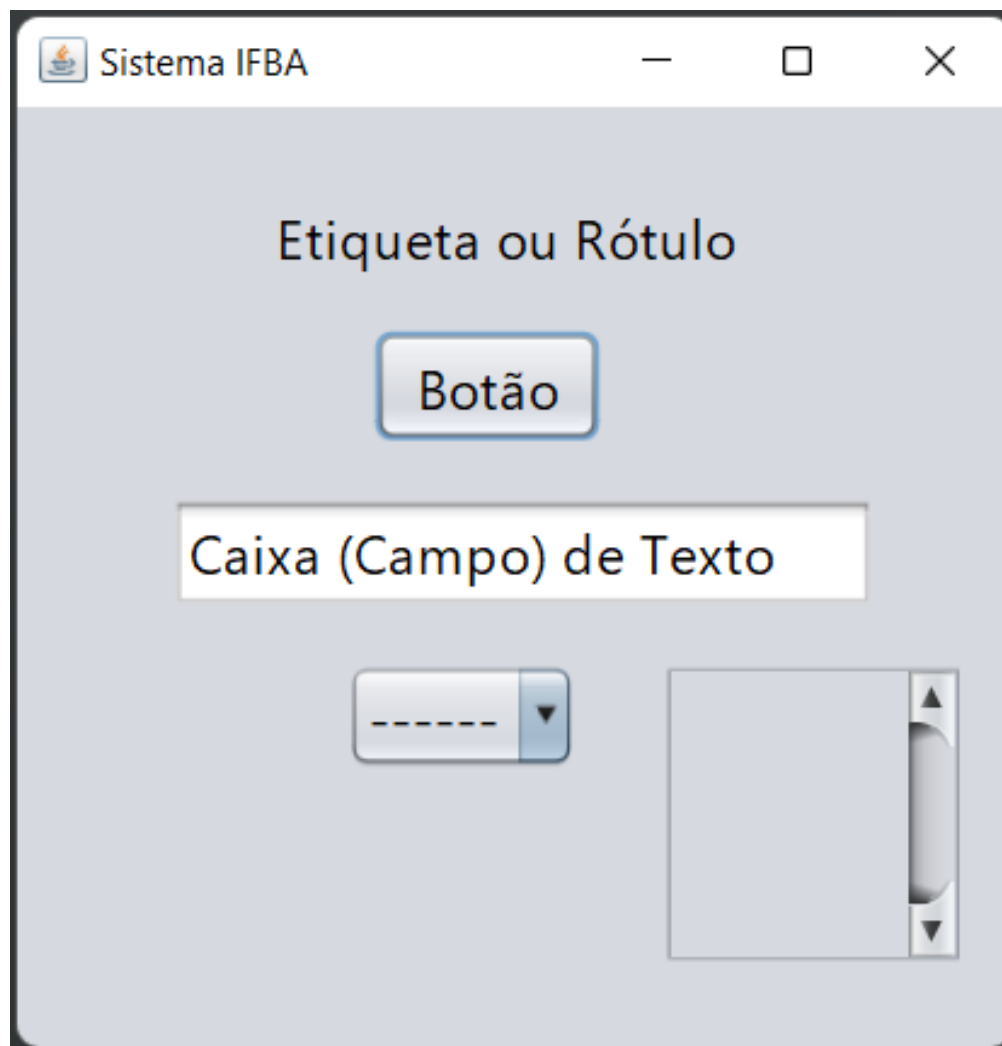 Sistema IFBA
Etiqueta ou Rótulo
Botão
Caixa (Campo) de Texto
------